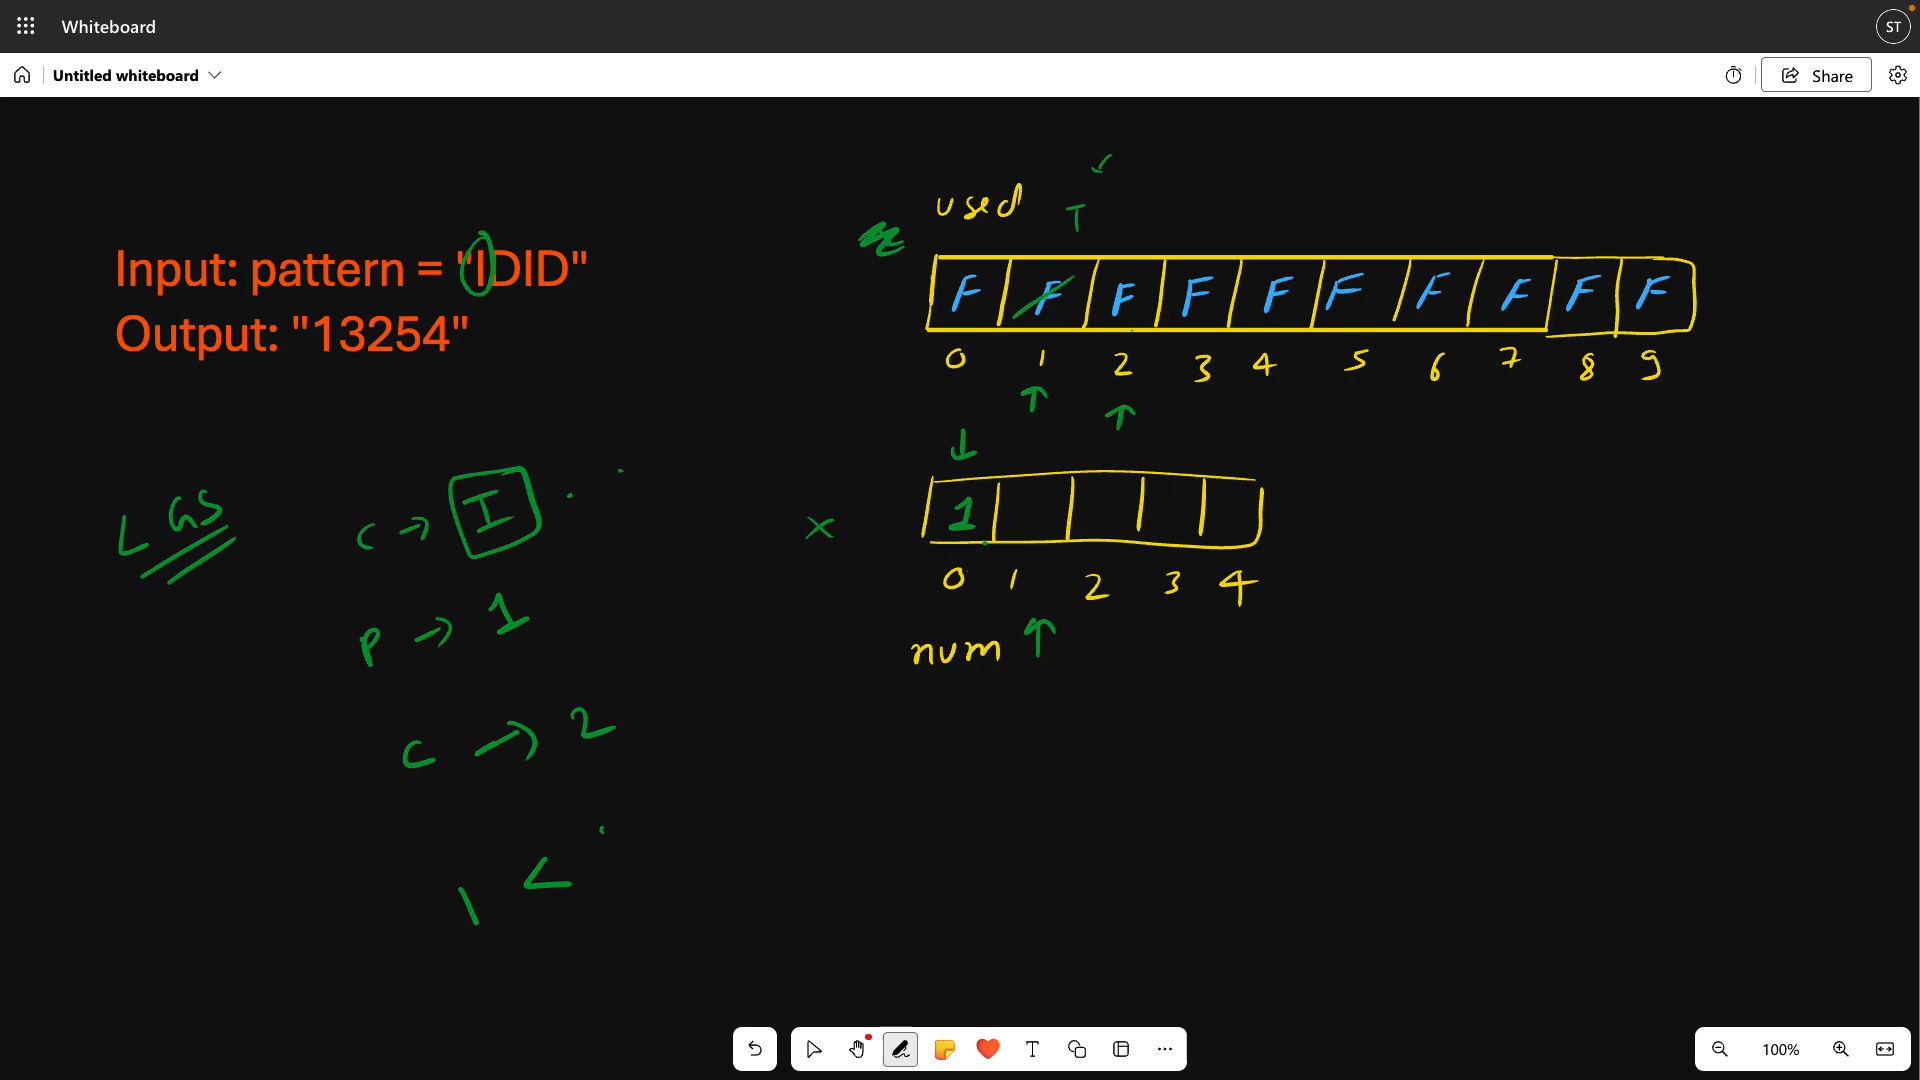 Whiteboard
ST
Untitled whiteboard
Share
used T
Input: pattern = "IDID"
Output: "13254"
F F F F F F F F F F
0 1 2 3 4 5 6 7 8 9
L GS
c → I
x
1
0 1 2 3 4
p → 1
num
c → 2
1 <
T
100%